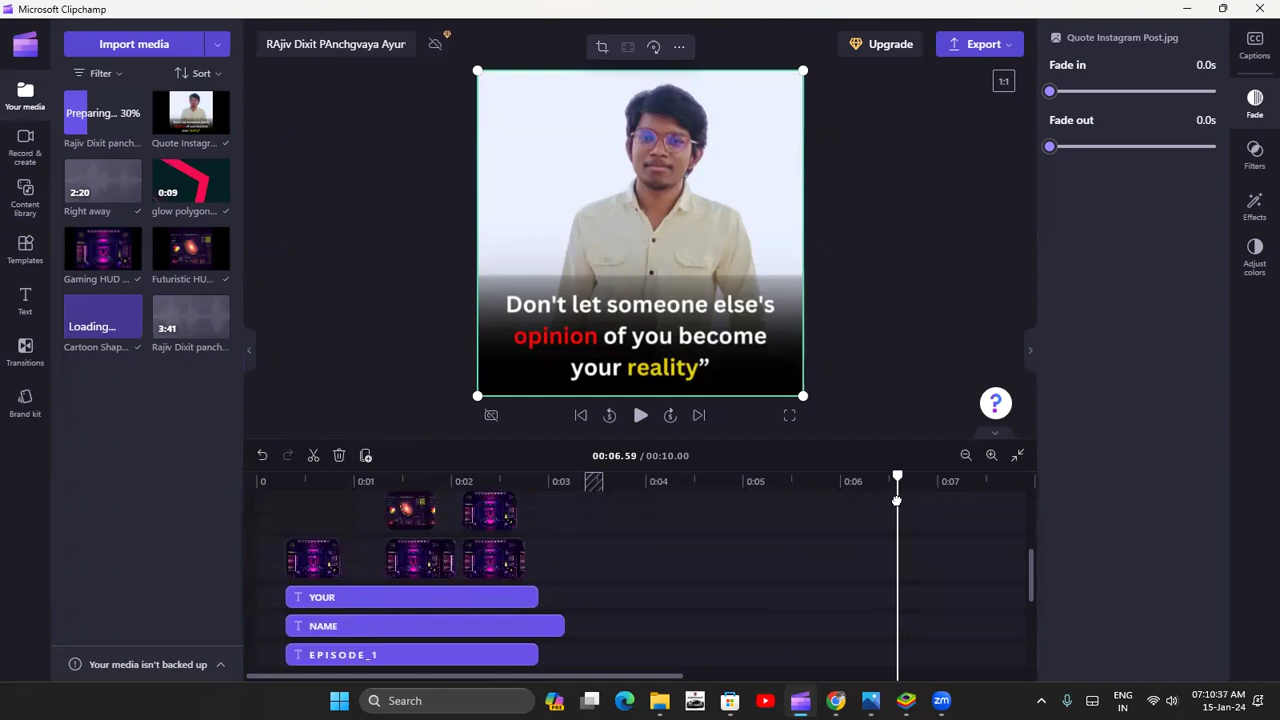 Microsoft Clipchamp
Import media
RAjiv Dixit PAnchgvaya Ayur
Upgrade
Export
Quote Instagram Post.jpg
Captions
Filter
Sort
Fade in
0.0s
Your media
Preparing... 30%
1:1
Fade
Rajiv Dixit panch...
Quote Instagr...
Fade out
0.0s
Record & create
Filters
2:20
0:09
Content library
Right away
glow polygon...
Effects
Templates
Adjust colors
Gaming HUD ...
Futuristic HU...
Text
Don't let someone else's
opinion of you become
your reality”
Loading...
3:41
Cartoon Shap...
Rajiv Dixit panch...
Transitions
Brand kit
5
5
?
00:06.59 / 00:10.00
0
0:01
0:02
0:03
0:04
0:05
0:06
0:07
T YOUR
T NAME
T EPISODE_1
Your media isn't backed up
Search
PRE
zm
ENG
IN
07:10:37 AM
15-Jan-24